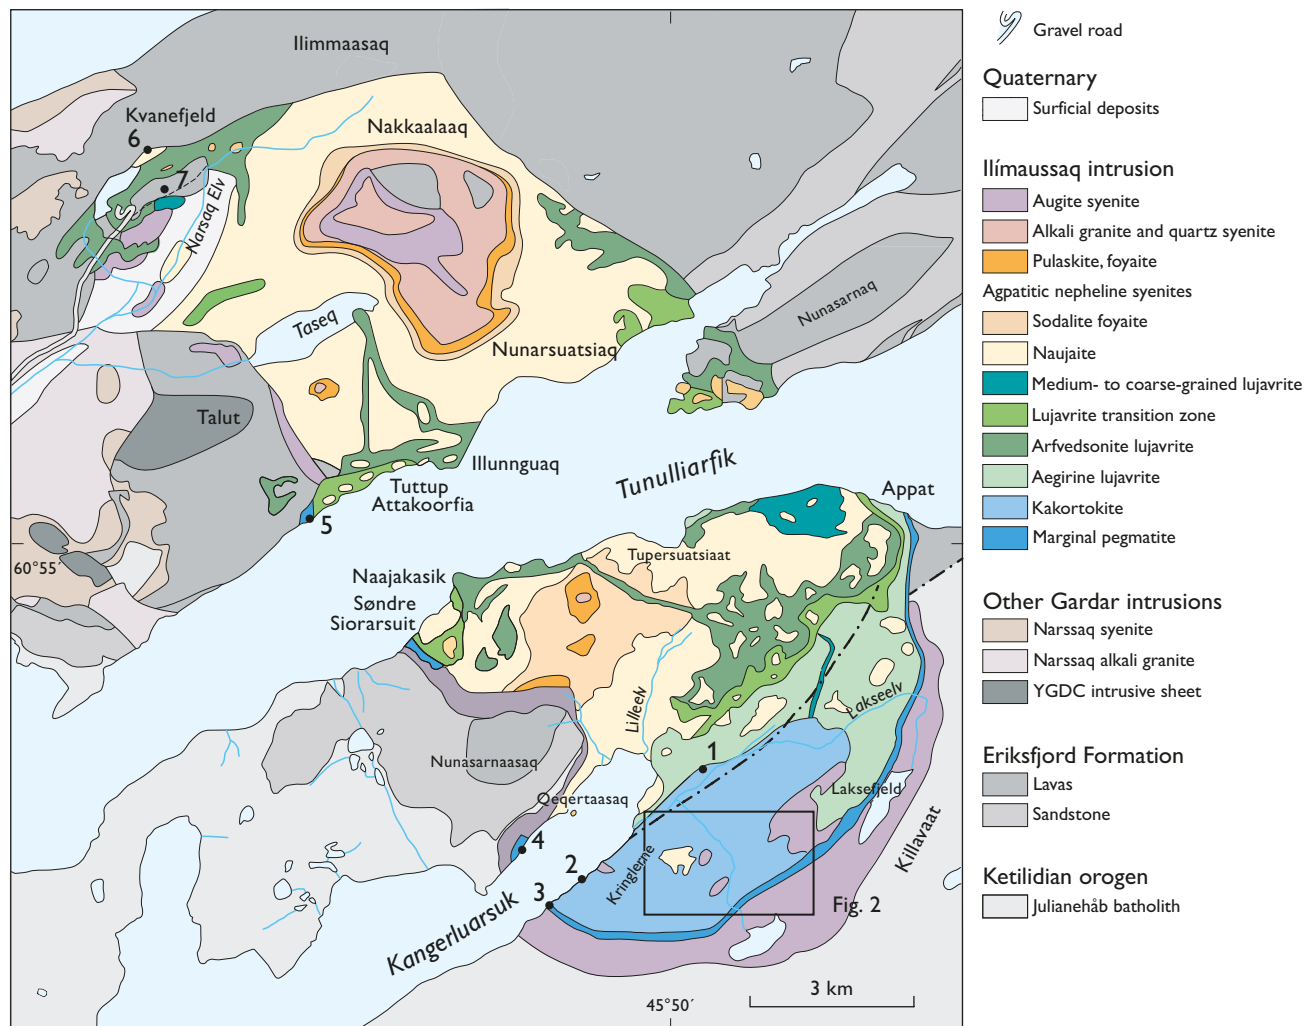 Ilimmaasaq
Kvanefjeld
6
Nakkaalaaq
7
Narsaq Elv
Nunasarnaq
Taseq
Nunarsuatsiaq
Talut
Illunnguaq
Tuttup
Attakoorfia
5
Tunulliarfik
Appat
60°55´
Tupersuatsiaat
Naajakasik
Søndre
Siorarsuit
Lilleelv
Lakseelv
1
Nunasarnaasaq
Laksefjeld
Qeqertaasaq
4
Killavaat
2
Kringlerne
3
Fig. 2
Kangerluarsuk
3 km
45°50´
Gravel road
Quaternary
Surficial deposits
Ilímaussaq intrusion
Augite syenite
Alkali granite and quartz syenite
Pulaskite, foyaite
Agpatitic nepheline syenites
Sodalite foyaite
Naujaite
Medium- to coarse-grained lujavrite
Lujavrite transition zone
Arfvedsonite lujavrite
Aegirine lujavrite
Kakortokite
Marginal pegmatite
Other Gardar intrusions
Narssaq syenite
Narssaq alkali granite
YGDC intrusive sheet
Eriksfjord Formation
Lavas
Sandstone
Ketilidian orogen
Julianehåb batholith